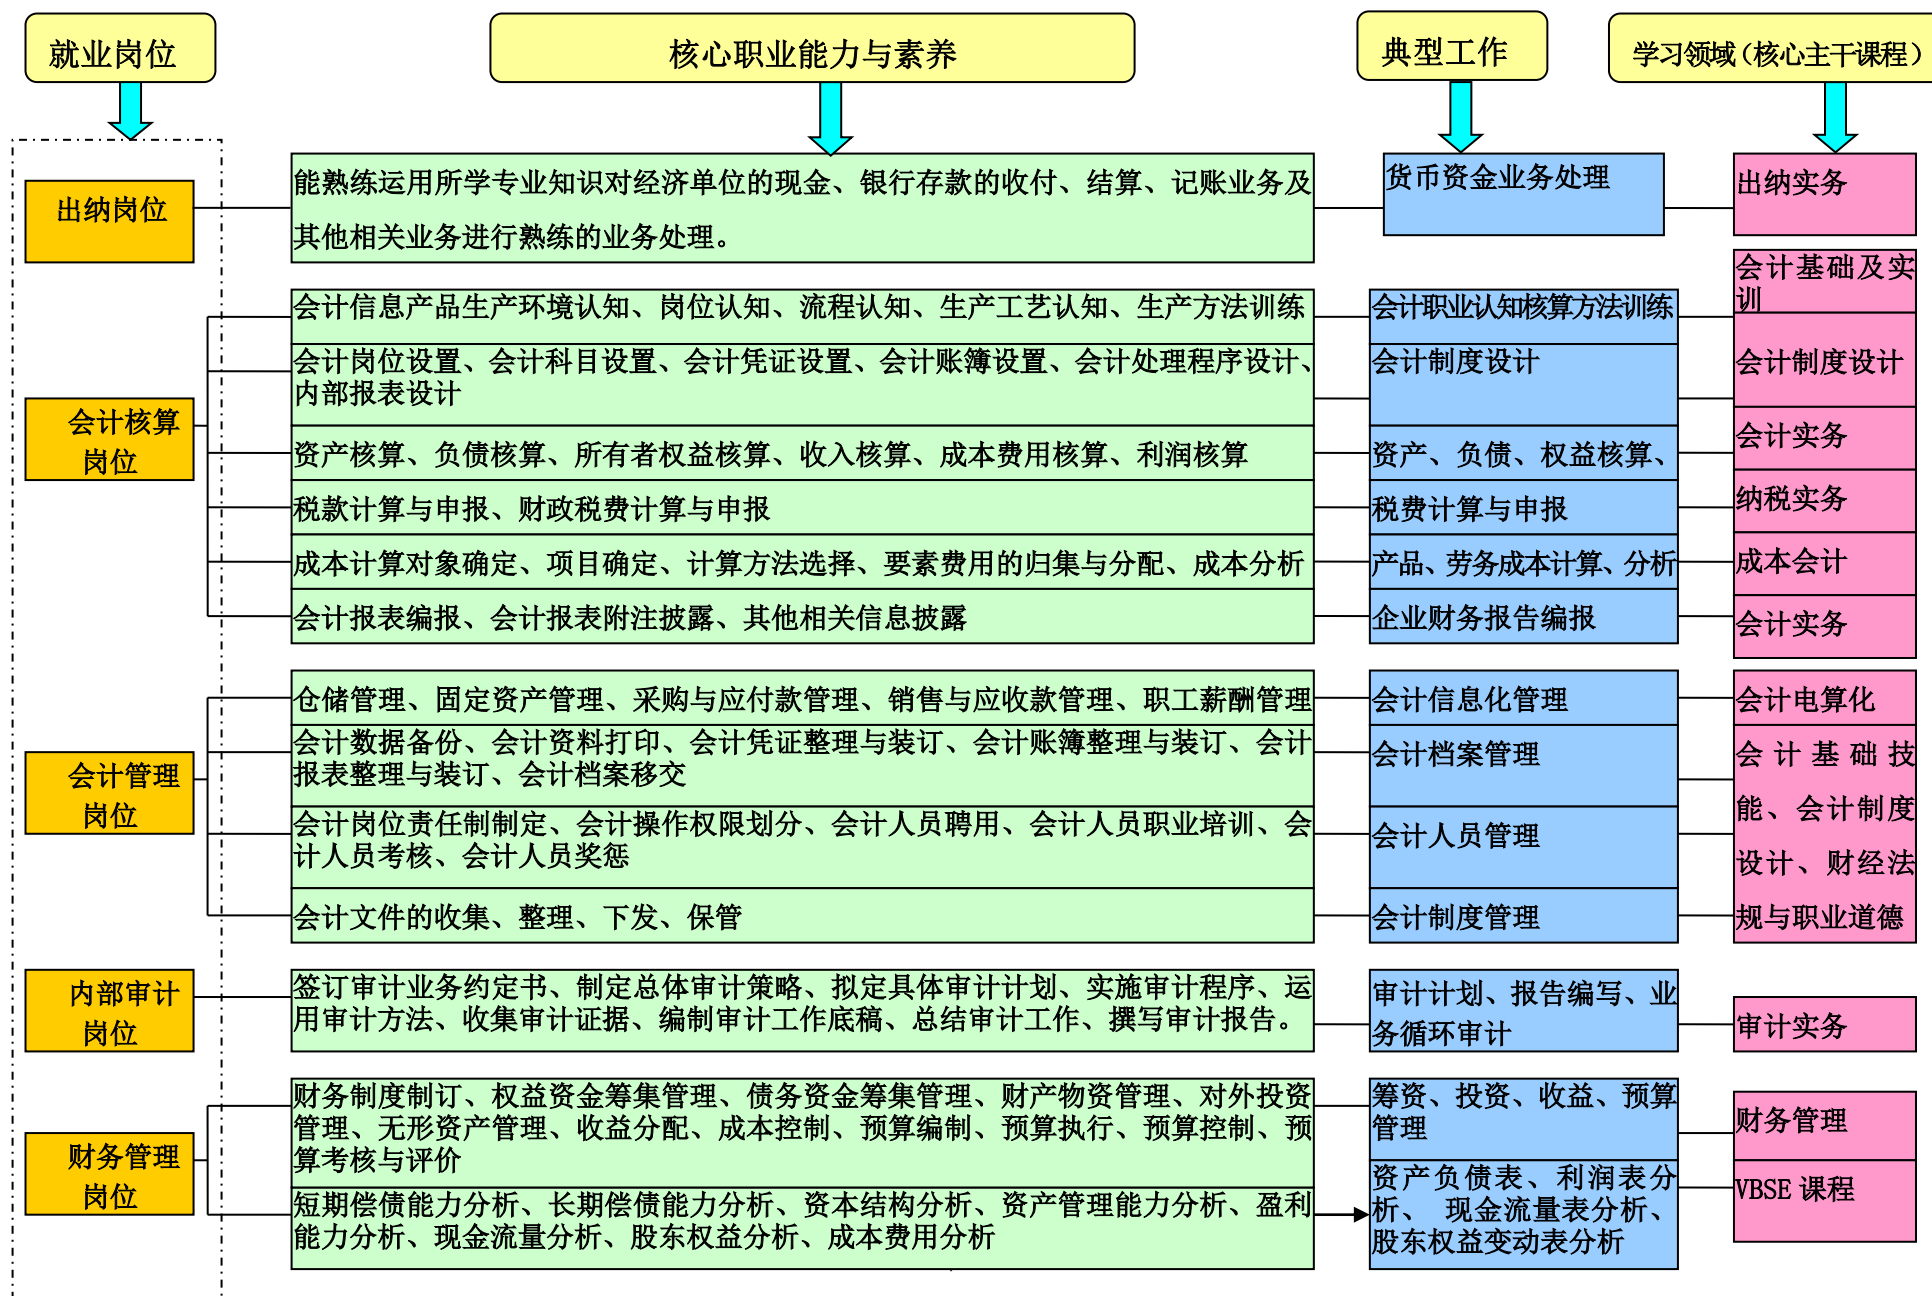 就业岗位
核心职业能力与素养
典型工作
学习领域（核心主干课程）
出纳岗位
能熟练运用所学专业知识对经济单位的现金、银行存款的收付、结算、记账业务及
其他相关业务进行熟练的业务处理。
货币资金业务处理
出纳实务
会计核算
岗位
会计信息产品生产环境认知、岗位认知、流程认知、生产工艺认知、生产方法训练
会计职业认知核算方法训练
会计基础及实
训
会计岗位设置、会计科目设置、会计凭证设置、会计账簿设置、会计处理程序设计、
内部报表设计
会计制度设计
会计制度设计
资产核算、负债核算、所有者权益核算、收入核算、成本费用核算、利润核算
资产、负债、权益核算、
会计实务
税款计算与申报、财政税费计算与申报
税费计算与申报
纳税实务
成本计算对象确定、项目确定、计算方法选择、要素费用的归集与分配、成本分析
产品、劳务成本计算、分析
成本会计
会计报表编报、会计报表附注披露、其他相关信息披露
企业财务报告编报
会计实务
会计管理
岗位
仓储管理、固定资产管理、采购与应付款管理、销售与应收款管理、职工薪酬管理
会计信息化管理
会计电算化
会计数据备份、会计资料打印、会计凭证整理与装订、会计账簿整理与装订、会计
报表整理与装订、会计档案移交
会计档案管理
会计岗位责任制制定、会计操作权限划分、会计人员聘用、会计人员职业培训、会
计人员考核、会计人员奖惩
会计人员管理
会计文件的收集、整理、下发、保管
会计制度管理
会计基础技
能、会计制度
设计、财经法
规与职业道德
内部审计
岗位
签订审计业务约定书、制定总体审计策略、拟定具体审计计划、实施审计程序、运
用审计方法、收集审计证据、编制审计工作底稿、总结审计工作、撰写审计报告。
审计计划、报告编写、业
务循环审计
审计实务
财务管理
岗位
财务制度制订、权益资金筹集管理、债务资金筹集管理、财产物资管理、对外投资
管理、无形资产管理、收益分配、成本控制、预算编制、预算执行、预算控制、预
算考核与评价
筹资、投资、收益、预算
管理
财务管理
短期偿债能力分析、长期偿债能力分析、资本结构分析、资产管理能力分析、盈利
能力分析、现金流量分析、股东权益分析、成本费用分析
资产负债表、利润表分
析、 现金流量表分析、
股东权益变动表分析
VBSE 课程